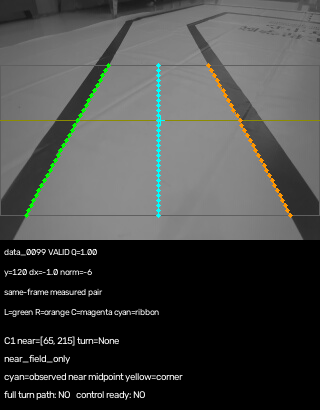 data_0099 VALID Q=1.00
y=120 dx=-1.0 norm=-6
same-frame measured pair
L=green R=orange C=magenta cyan=ribbon
C1 near=[65, 215] turn=None
near_field_only
cyan=observed near midpoint yellow=corner
full turn path: NO control ready: NO